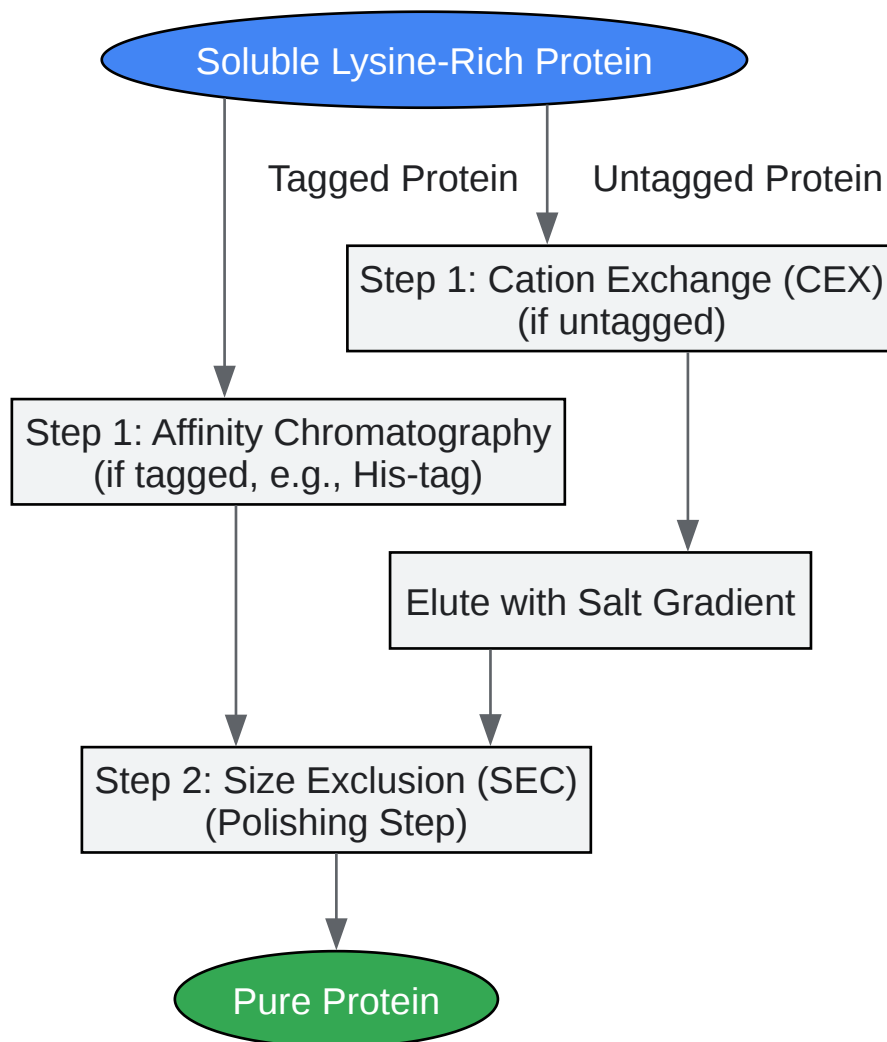 Soluble Lysine-Rich Protein
Tagged Protein
Untagged Protein
Step 1: Cation Exchange (CEX)
(if untagged)
Step 1: Affinity Chromatography
(if tagged, e.g., His-tag)
Elute with Salt Gradient
Step 2: Size Exclusion (SEC)
(Polishing Step)
Pure Protein